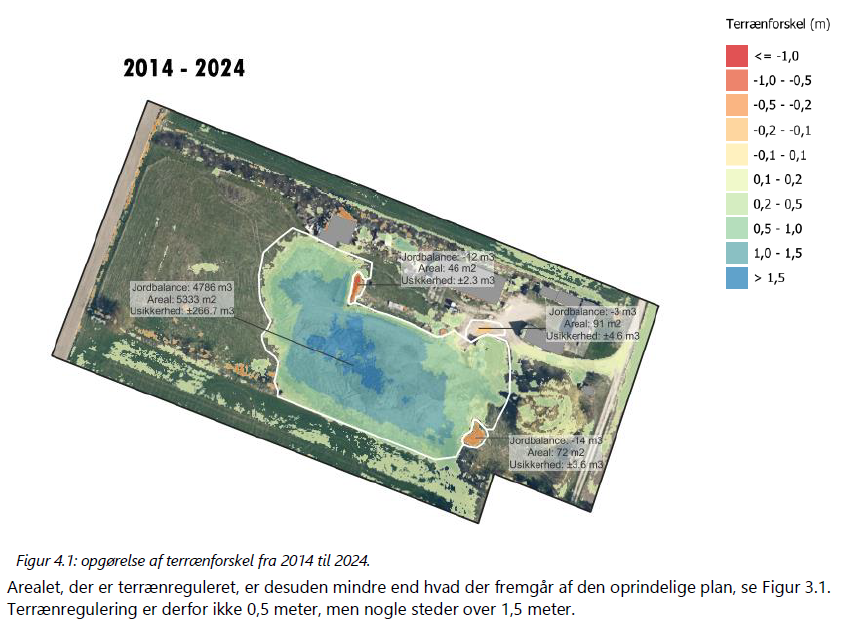 Terrænforskel (m)
2014 - 2024
<= -1,0
-1,0 - -0,5
-0,5 - -0,2
-0,2 - -0,1
-0,1 - 0,1
0,1 - 0,2
0,2 - 0,5
0,5 - 1,0
1,0 - 1,5
> 1,5
Jordbalance: -12 m3
Areal: 46 m2
Usikkerhed: ±2.3 m3
Jordbalance: 4786 m3
Areal: 5333 m2
Usikkerhed: ±266.7 m3
Jordbalance: -3 m3
Areal: 91 m2
Usikkerhed: ±4.6 m3
Jordbalance: -14 m3
Areal: 72 m2
Usikkerhed: ±3.6 m3
Figur 4.1: opgørelse af terrænforskel fra 2014 til 2024.
Arealet, der er terrænreguleret, er desuden mindre end hvad der fremgår af den oprindelige plan, se Figur 3.1.
Terrænregulering er derfor ikke 0,5 meter, men nogle steder over 1,5 meter.